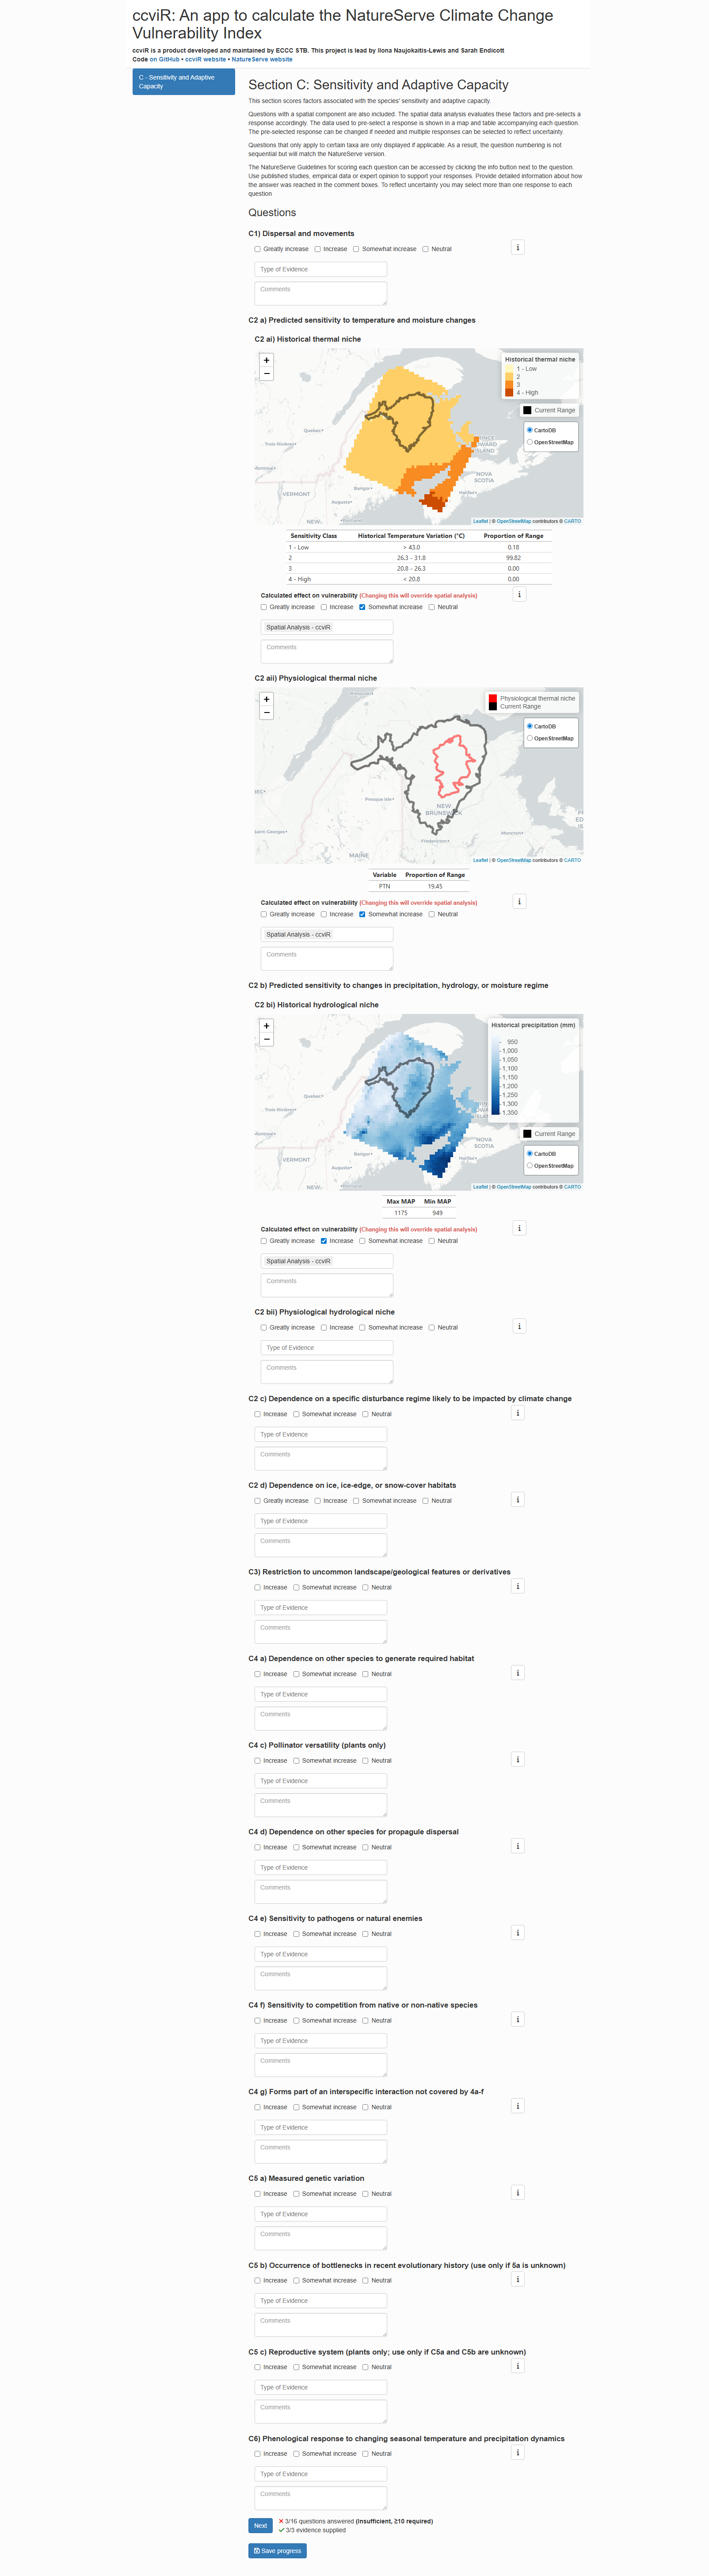 ccviR: An app to calculate the NatureServe Climate Change
Vulnerability Index
ccviR is a product developed and maintained by ECCC STB. This project is lead by Ilona Naujokaitis-Lewis and Sarah Endicott
Code on GitHub • ccviR website • NatureServe website
C - Sensitivity and Adaptive
Capacity
Section C: Sensitivity and Adaptive Capacity
This section scores factors associated with the species' sensitivity and adaptive capacity.
Questions with a spatial component are also included. The spatial data analysis evaluates these factors and pre-selects a
response accordingly. The data used to pre-select a response is shown in a map and table accompanying each question.
The pre-selected response can be changed if needed and multiple responses can be selected to reflect uncertainty.
Questions that only apply to certain taxa are only displayed if applicable. As a result, the question numbering is not
sequential but will match the NatureServe version.
The NatureServe Guidelines for scoring each question can be accessed by clicking the info button next to the question.
Use published studies, empirical data or expert opinion to support your responses. Provide detailed information about how
the answer was reached in the comment boxes. To reflect uncertainty you may select more than one response to each
question
Questions
C1) Dispersal and movements
Greatly increase Increase Somewhat increase Neutral
i
Type of Evidence
Comments
C2 a) Predicted sensitivity to temperature and moisture changes
C2 ai) Historical thermal niche
+
−
Historical thermal niche
1 - Low
2
3
4 - High
Current Range
CartoDB
OpenStreetMap
Quebec
Trois-Rivières
VERMONT
Bangor
Augusta
NEW
NOVA
SCOTIA
Halifax
Leaflet | © OpenStreetMap contributors © CARTO
Sensitivity Class Historical Temperature Variation (°C) Proportion of Range
1 - Low > 43.0 0.18
2 26.3 - 31.8 99.82
3 20.8 - 26.3 0.00
4 - High < 20.8 0.00
Calculated effect on vulnerability (Changing this will override spatial analysis)
i
Greatly increase Increase Somewhat increase Neutral
Spatial Analysis - ccviR
Comments
C2 aii) Physiological thermal niche
+
−
Physiological thermal niche
Current Range
CartoDB
OpenStreetMap
Presque Isle
NEW
BRUNSWICK
Saint-Georges
Fredericton
Moncton
MAINE
Leaflet | © OpenStreetMap contributors © CARTO
Variable Proportion of Range
PTN 19.45
Calculated effect on vulnerability (Changing this will override spatial analysis)
i
Greatly increase Increase Somewhat increase Neutral
Spatial Analysis - ccviR
Comments
C2 b) Predicted sensitivity to changes in precipitation, hydrology, or moisture regime
C2 bi) Historical hydrological niche
+
−
Historical precipitation (mm)
950
1,000
1,050
1,100
1,150
1,200
1,250
1,300
1,350
Current Range
CartoDB
OpenStreetMap
Quebec
Trois-Rivières
VERMONT
Bangor
Augusta
NEW
NOVA
SCOTIA
Halifax
Leaflet | © OpenStreetMap contributors © CARTO
Max MAP Min MAP
1175 949
Calculated effect on vulnerability (Changing this will override spatial analysis)
i
Greatly increase Increase Somewhat increase Neutral
Spatial Analysis - ccviR
Comments
C2 bii) Physiological hydrological niche
Greatly increase Increase Somewhat increase Neutral
i
Type of Evidence
Comments
C2 c) Dependence on a specific disturbance regime likely to be impacted by climate change
Increase Somewhat increase Neutral
i
Type of Evidence
Comments
C2 d) Dependence on ice, ice-edge, or snow-cover habitats
Greatly increase Increase Somewhat increase Neutral
i
Type of Evidence
Comments
C3) Restriction to uncommon landscape/geological features or derivatives
Increase Somewhat increase Neutral
i
Type of Evidence
Comments
C4 a) Dependence on other species to generate required habitat
Increase Somewhat increase Neutral
i
Type of Evidence
Comments
C4 c) Pollinator versatility (plants only)
Increase Somewhat increase Neutral
i
Type of Evidence
Comments
C4 d) Dependence on other species for propagule dispersal
Increase Somewhat increase Neutral
i
Type of Evidence
Comments
C4 e) Sensitivity to pathogens or natural enemies
Increase Somewhat increase Neutral
i
Type of Evidence
Comments
C4 f) Sensitivity to competition from native or non-native species
Increase Somewhat increase Neutral
i
Type of Evidence
Comments
C4 g) Forms part of an interspecific interaction not covered by 4a-f
Increase Somewhat increase Neutral
i
Type of Evidence
Comments
C5 a) Measured genetic variation
Increase Somewhat increase Neutral
i
Type of Evidence
Comments
C5 b) Occurrence of bottlenecks in recent evolutionary history (use only if 5a is unknown)
Increase Somewhat increase Neutral
i
Type of Evidence
Comments
C5 c) Reproductive system (plants only; use only if C5a and C5b are unknown)
Increase Somewhat increase Neutral
i
Type of Evidence
Comments
C6) Phenological response to changing seasonal temperature and precipitation dynamics
Increase Somewhat increase Neutral
i
Type of Evidence
Comments
Next
3/16 questions answered (Insufficient, ≥10 required)
3/3 evidence supplied
Save progress